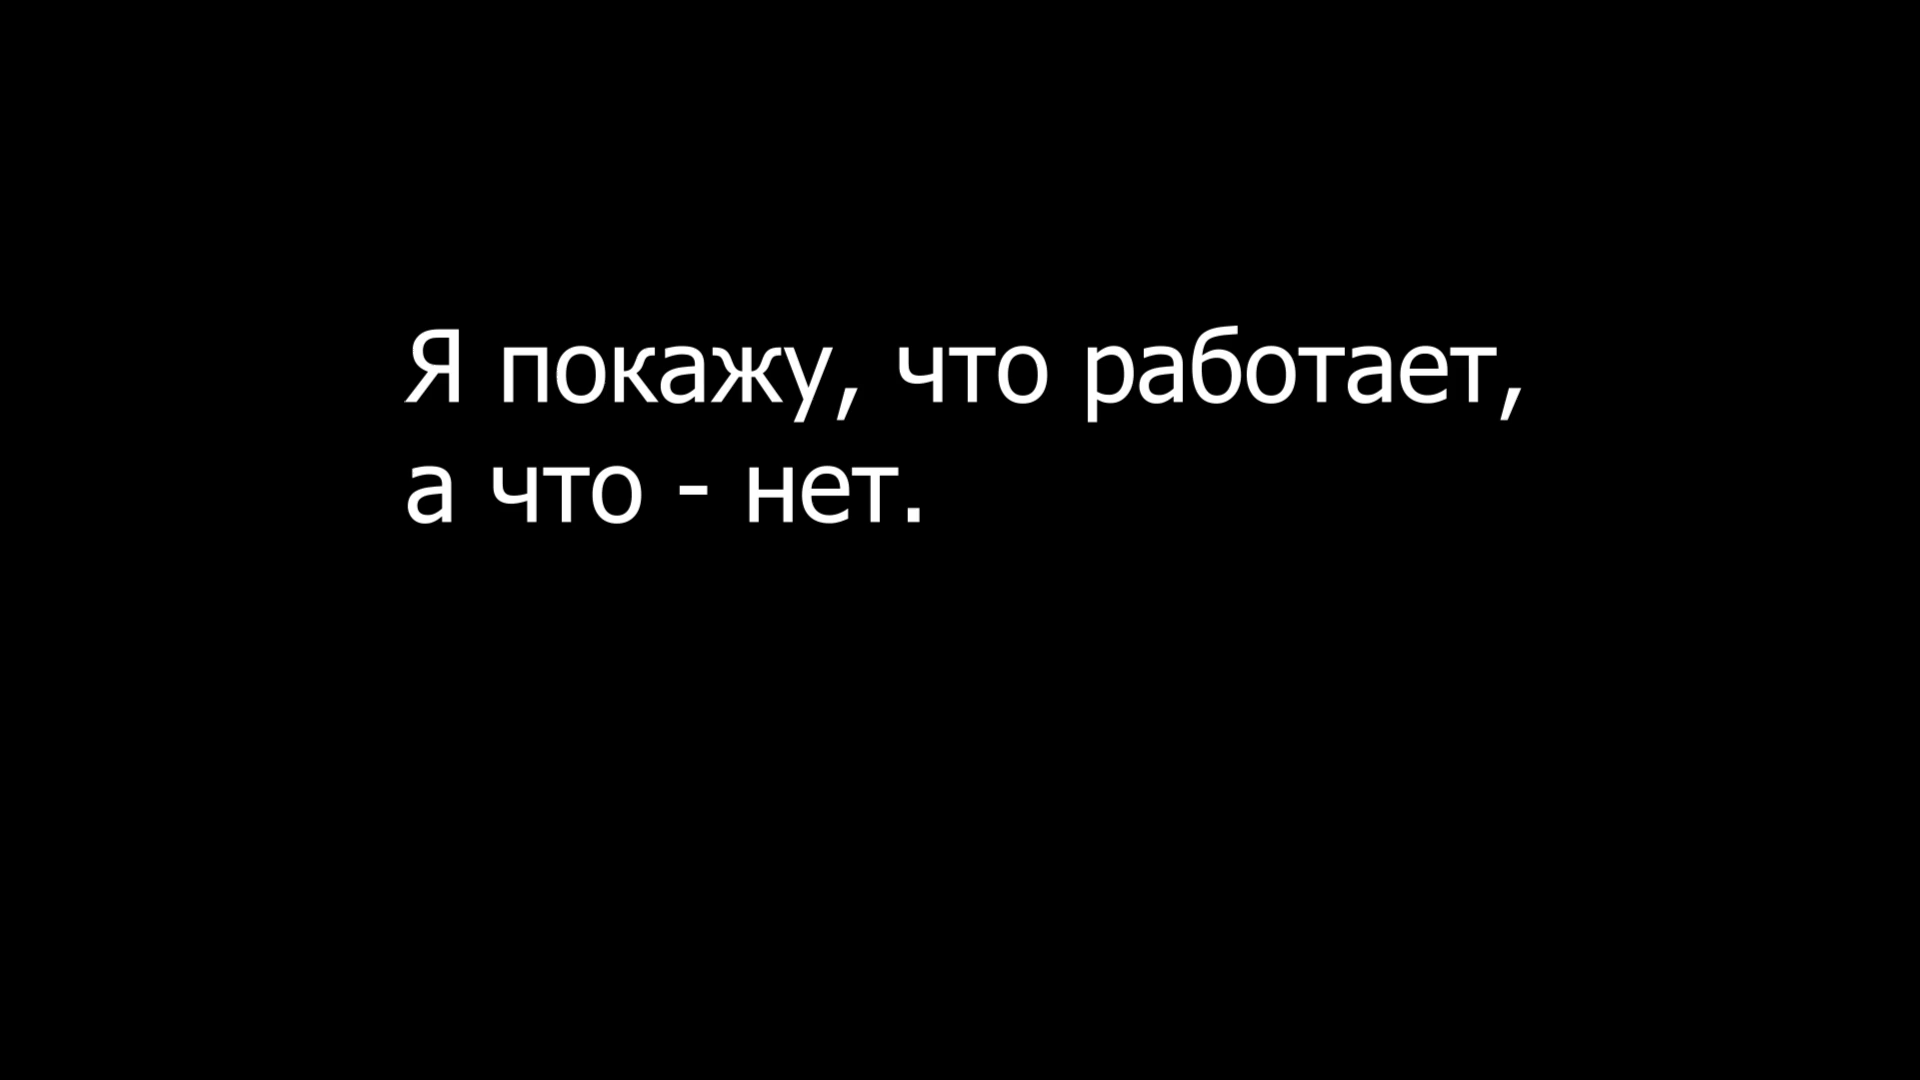 Я покажу, что работает,
а что - нет.